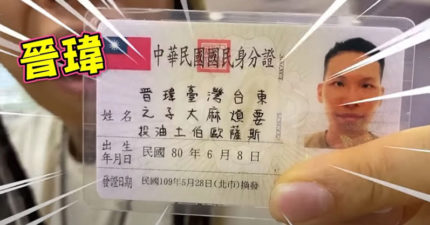 晉瑋
中華民國國民身分證
姓名
晉瑋臺灣台東
之子大麻煩要
投油土伯歐薩斯
出生
年月日
民國80年6月8日
發證日期
民國109年5月28日(北市)換發